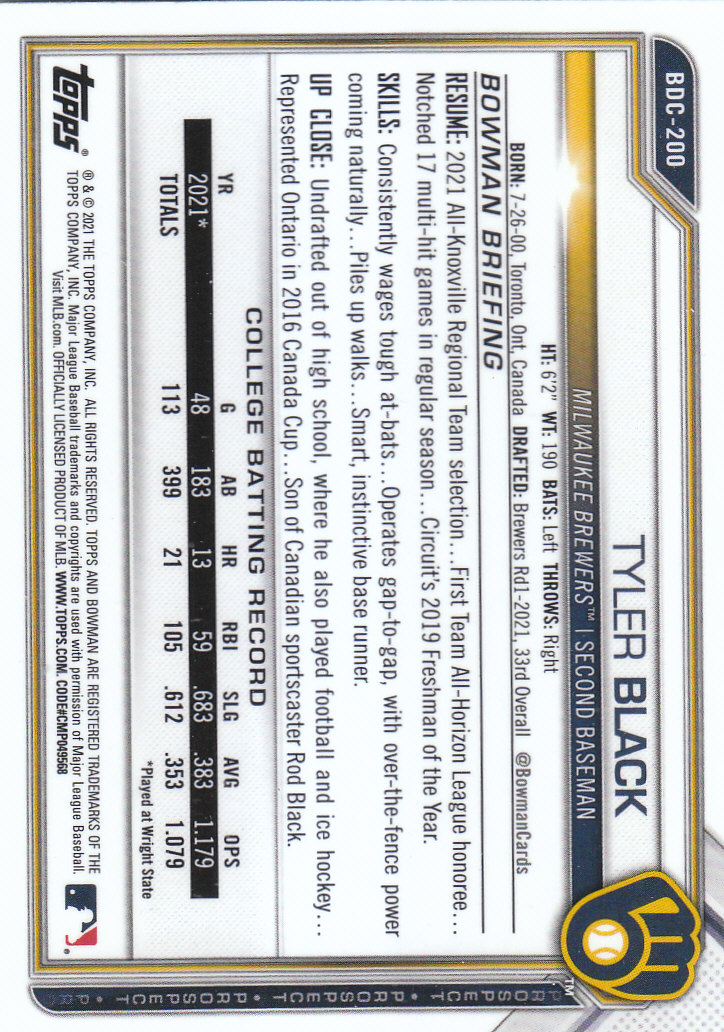 BDC-200
TYLER BLACK
MILWAUKEE BREWERS™ | SECOND BASEMAN
HT: 6'2" WT: 190 BATS: Left THROWS: Right
BORN: 7-26-00, Toronto, Ont, Canada DRAFTED: Brewers Rd1-2021, 33rd Overall @BowmanCards
BOWMAN BRIEFING
RESUME: 2021 All-Knoxville Regional Team selection...First Team All-Horizon League honoree...
Notched 17 multi-hit games in regular season...Circuit's 2019 Freshman of the Year.
SKILLS: Consistently wages tough at-bats...Operates gap-to-gap, with over-the-fence power
coming naturally...Piles up walks...Smart, instinctive base runner.
UP CLOSE: Undrafted out of high school, where he also played football and ice hockey...
Represented Ontario in 2016 Canada Cup...Son of Canadian sportscaster Rod Black.
COLLEGE BATTING RECORD
YR G AB HR RBI SLG AVG OPS
2021* 48 183 13 59 .683 .383 1.179
TOTALS 113 399 21 105 .612 .353 1.079
*Played at Wright State
topps®
® & © 2021 THE TOPPS COMPANY, INC. ALL RIGHTS RESERVED. TOPPS AND BOWMAN ARE REGISTERED TRADEMARKS OF THE
TOPPS COMPANY, INC. Major League Baseball trademarks and copyrights are used with permission of Major League Baseball.
Visit MLB.com. OFFICIALLY LICENSED PRODUCT OF MLB. WWW.TOPPS.COM. CODE#CMP049568
®
™
PROSPECT • PROSPECT • PROSPECT • PROSPECT • PR